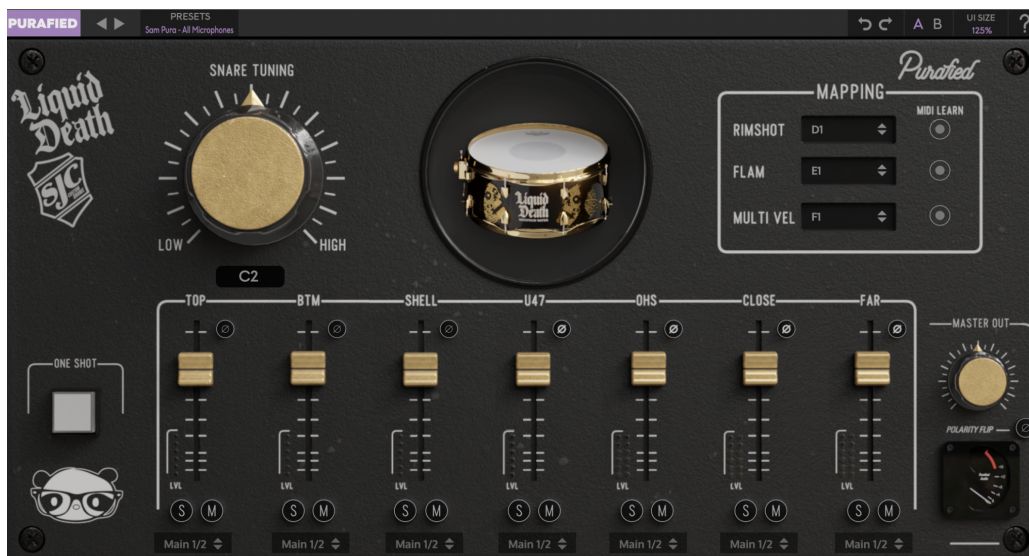 PURAFIED
PRESETS
Sam Pura - All Microphones
A B
UI SIZE
125%
?
Liquid
Death
SJC
SNARE TUNING
LOW
HIGH
C2
Liquid
Death
Purafied
MAPPING
MIDI LEARN
RIMSHOT D1
FLAM E1
MULTI VEL F1
TOP BTM SHELL U47 OHS CLOSE FAR
ONE SHOT
MASTER OUT
POLARITY FLIP
LVL LVL LVL LVL LVL LVL LVL
S M S M S M S M S M S M S M
Main 1/2 Main 1/2 Main 1/2 Main 1/2 Main 1/2 Main 1/2 Main 1/2